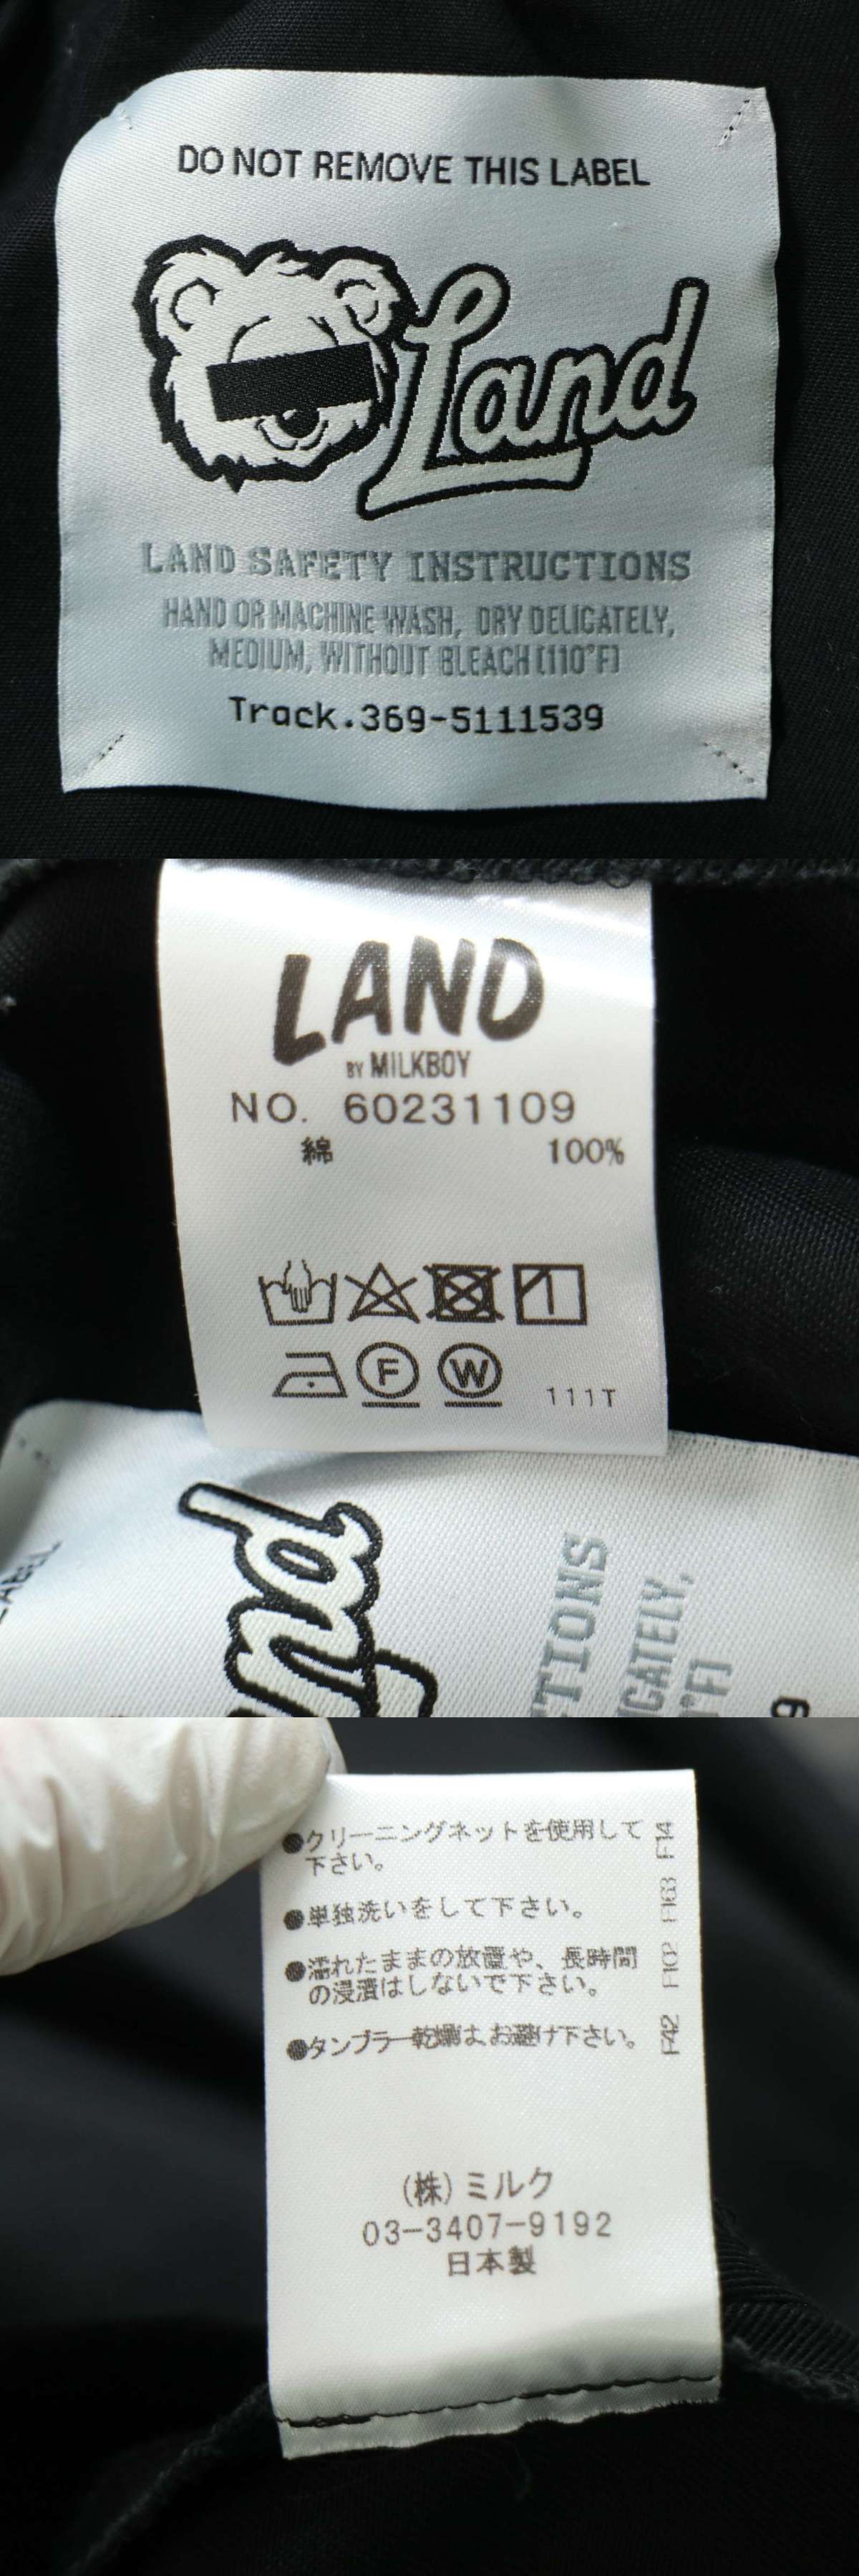 DO NOT REMOVE THIS LABEL
Land
LAND SAFETY INSTRUCTIONS
HAND OR MACHINE WASH, DRY DELICATELY,
MEDIUM, WITHOUT BLEACH (110°F)
Track.369-5111539
LAND
BY MILKBOY
NO. 60231109
綿 100%
F
W
111T
LABEL
nd
TIONS
IGATELY,
°F)
9
●クリーニングネットを使用して
下さい。
●単独洗いをして下さい。
●濡れたままの放置や、長時間
の浸漬はしないで下さい。
●タンブラー乾燥は、お避け下さい。
F42 F102 F163 F14
(株)ミルク
03-3407-9192
日本製